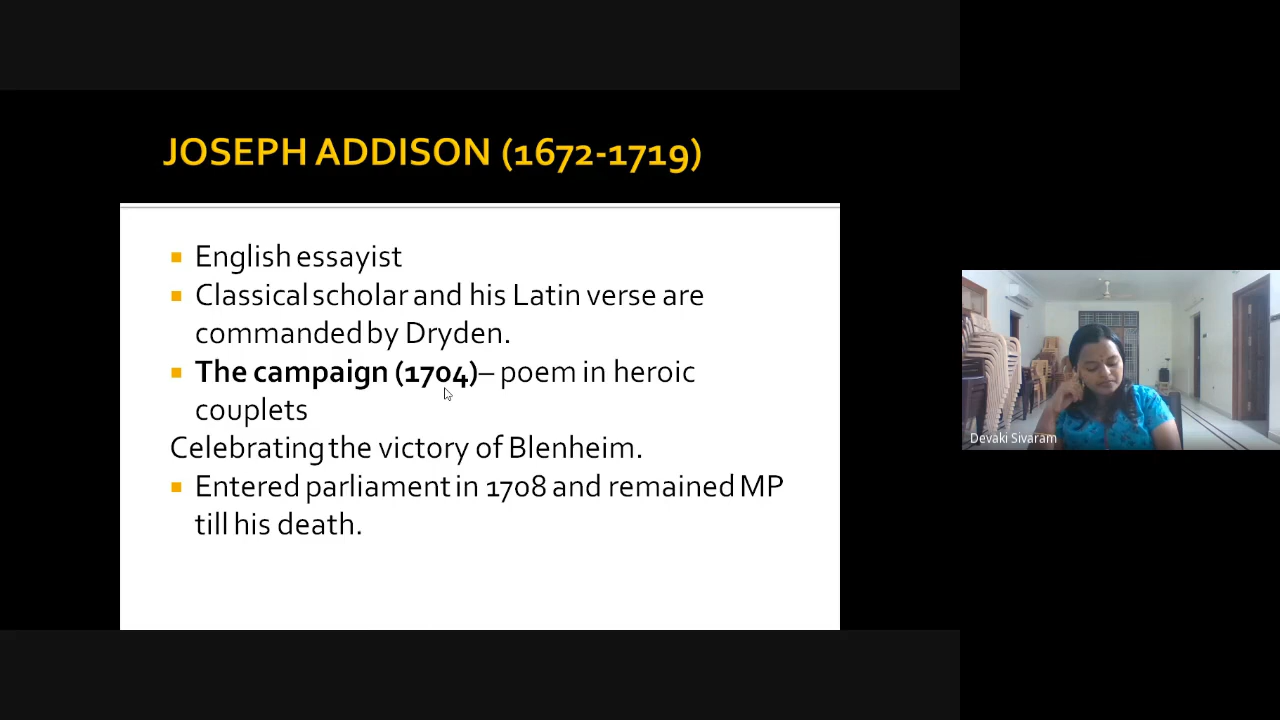 JOSEPH ADDISON (1672-1719)
English essayist
Classical scholar and his Latin verse are
commanded by Dryden.
The campaign (1704)– poem in heroic
couplets
Celebrating the victory of Blenheim.
Entered parliament in 1708 and remained MP
till his death.
Devaki Sivaram